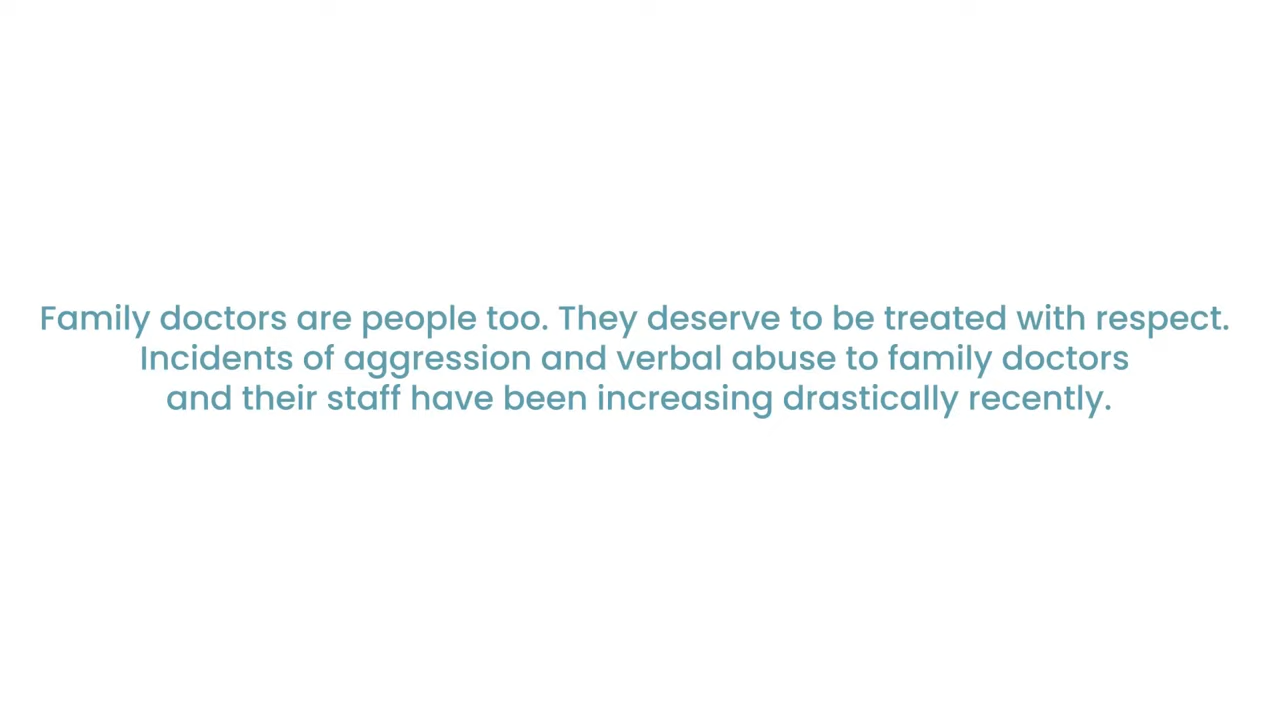 Family doctors are people too. They deserve to be treated with respect.
Incidents of aggression and verbal abuse to family doctors
and their staff have been increasing drastically recently.